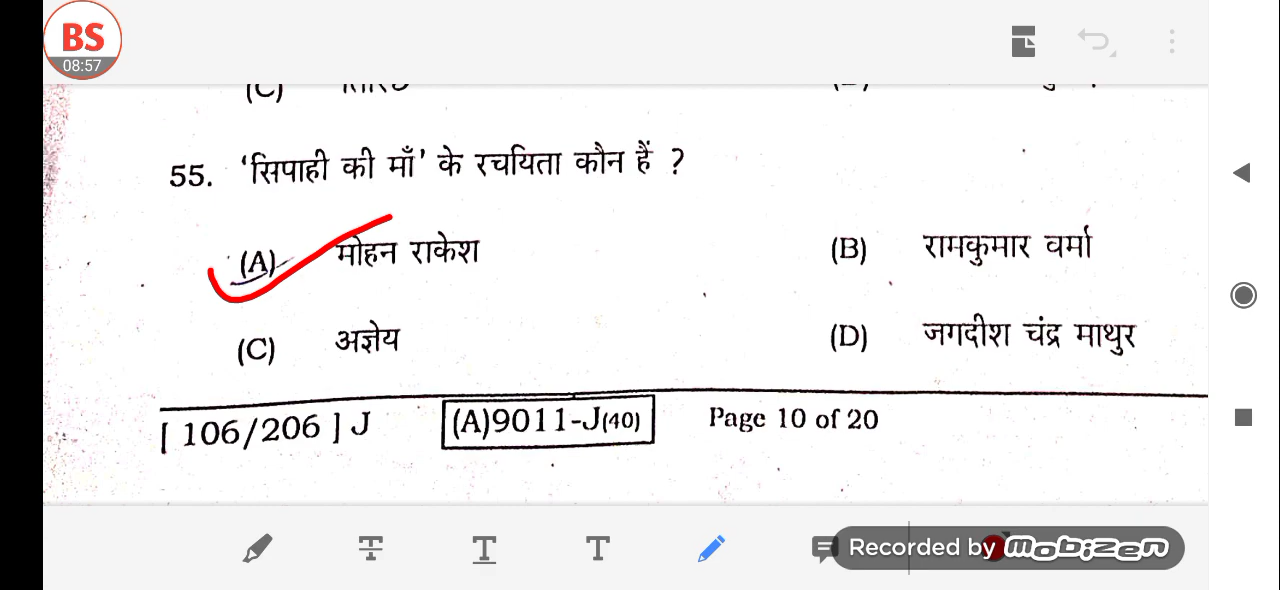 BS
08:57
(C)
55. 'सिपाही की माँ' के रचयिता कौन हैं ?
(A) मोहन राकेश (B) रामकुमार वर्मा
(C) अज्ञेय (D) जगदीश चंद्र माथुर
[ 106/206 ] J (A)9011-J(40) Page 10 of 20
T T T Recorded by mobizen